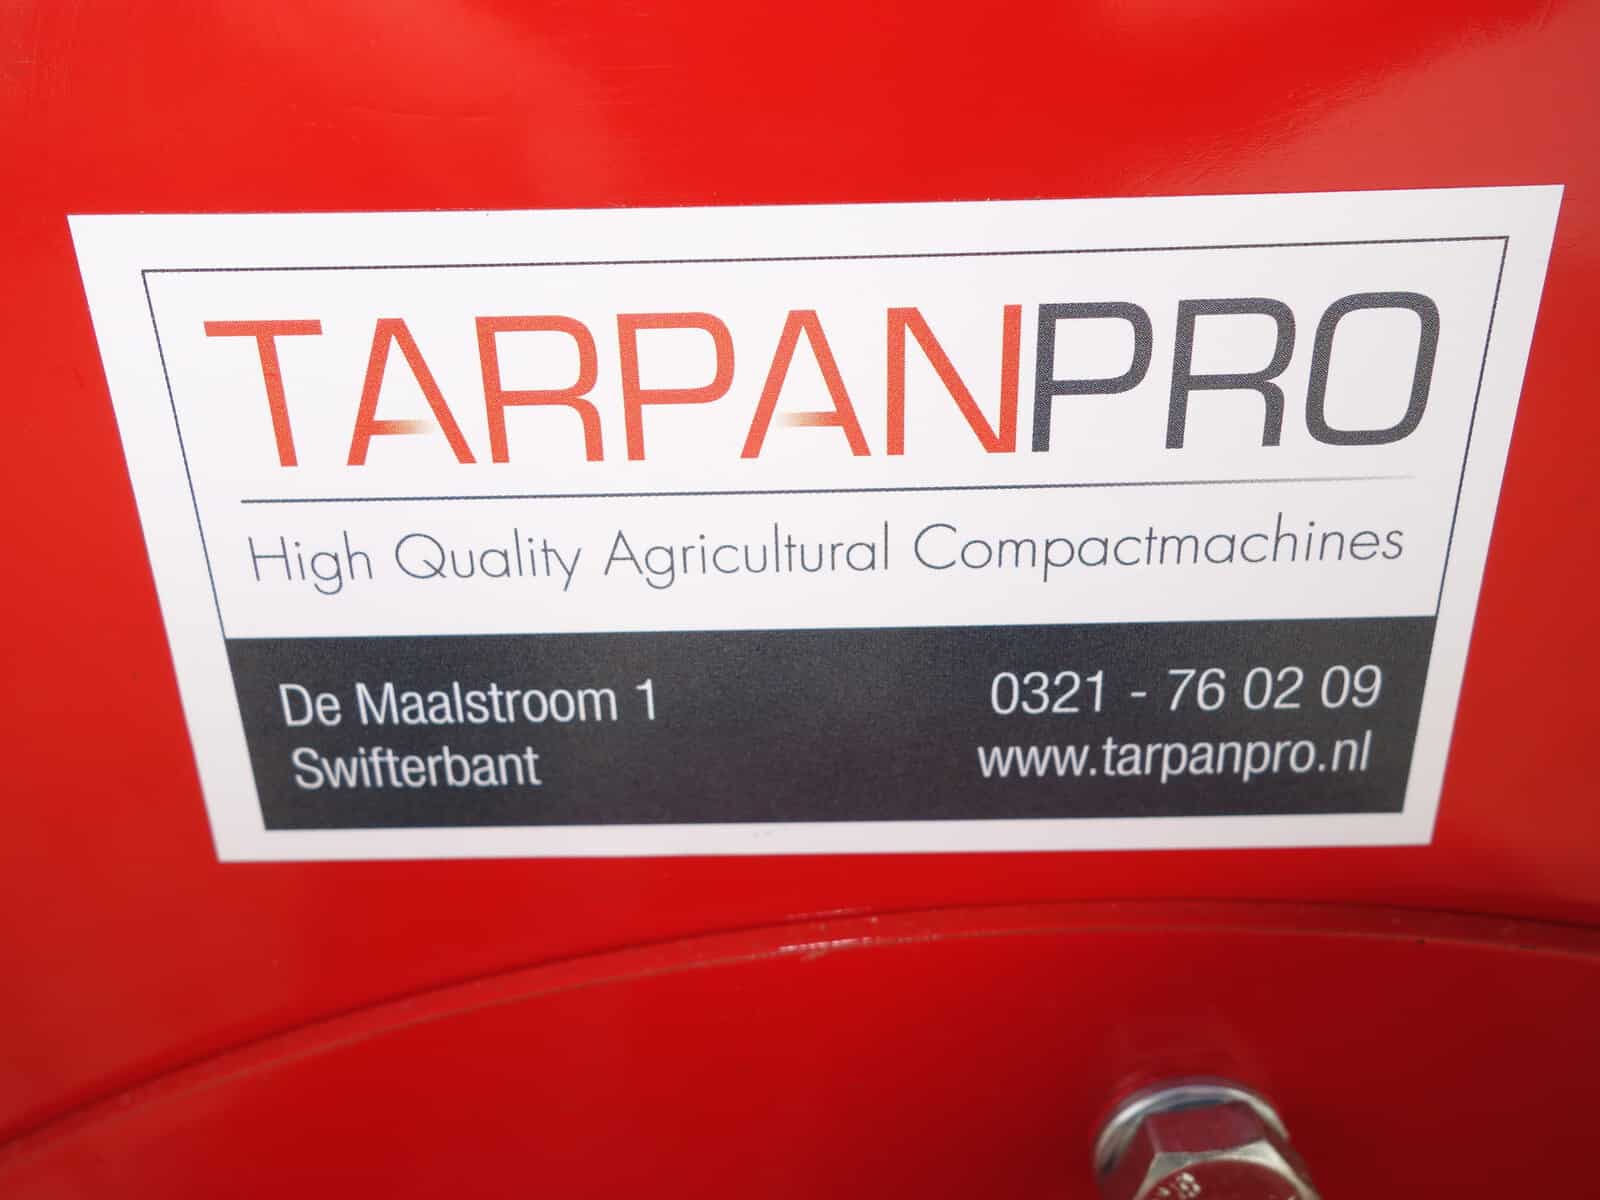 TARPANPRO
High Quality Agricultural Compactmachines
De Maalstroom 1
Swifterbant
0321 - 76 02 09
www.tarpanpro.nl